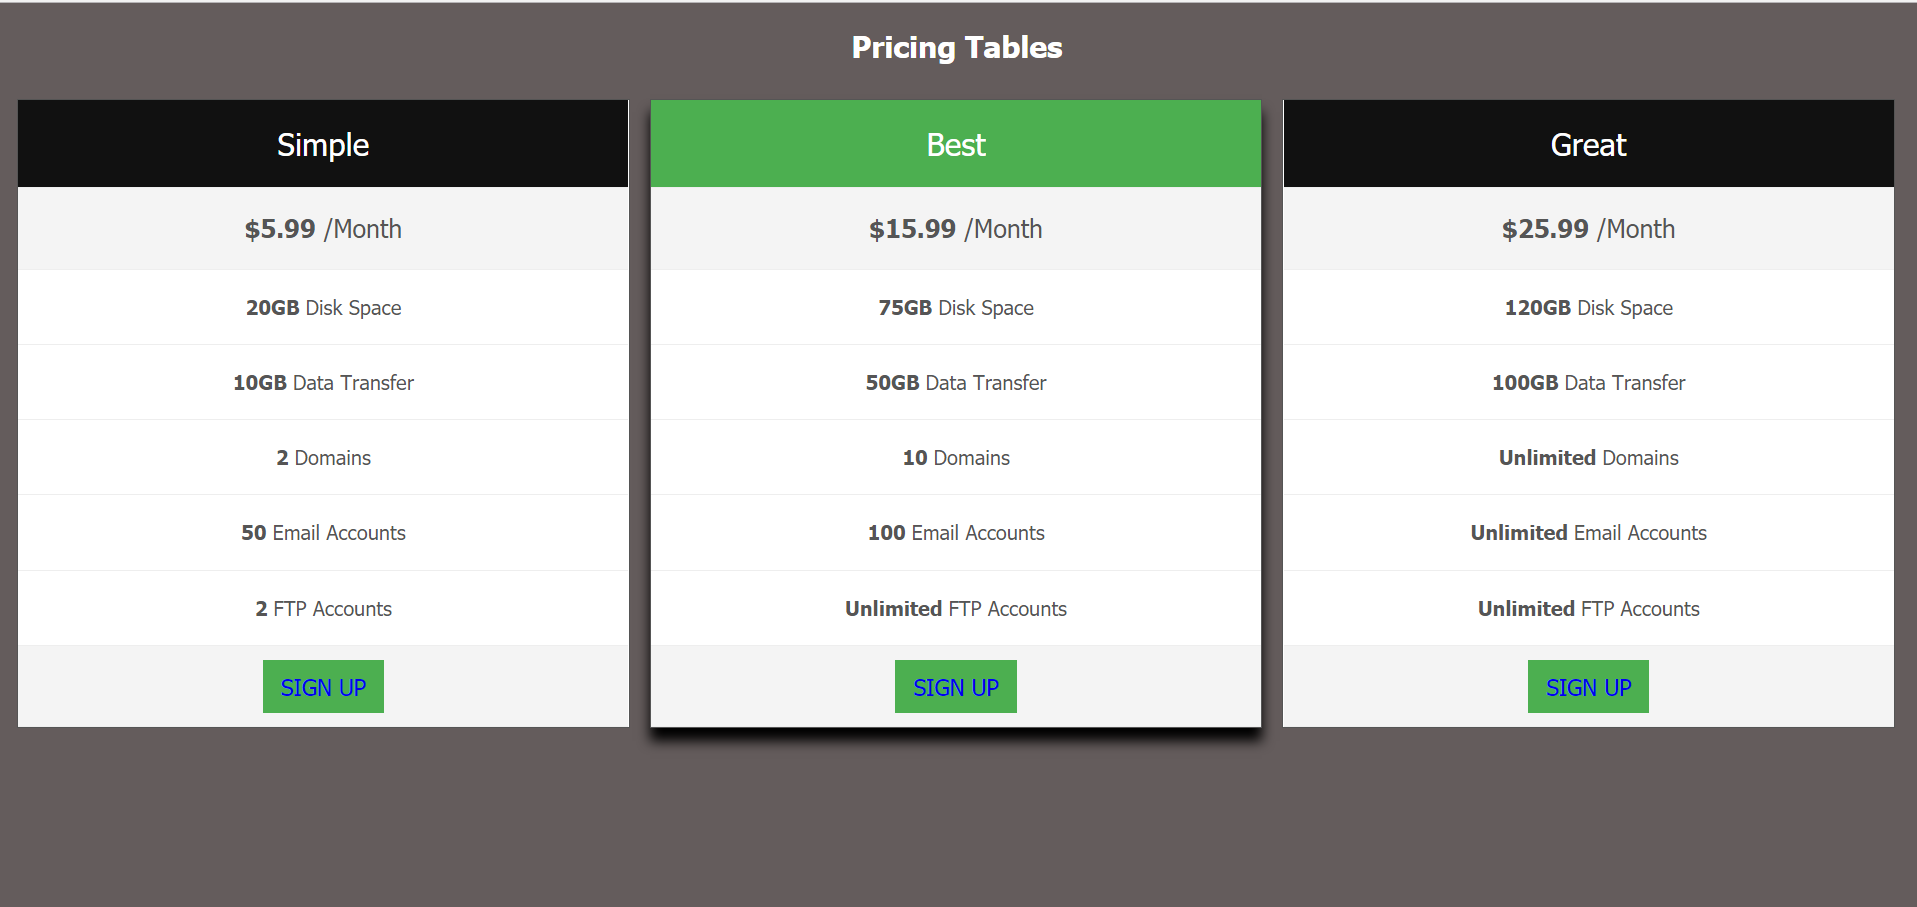 Pricing Tables
Simple
$5.99 /Month
20GB Disk Space
10GB Data Transfer
2 Domains
50 Email Accounts
2 FTP Accounts
SIGN UP
Best
$15.99 /Month
75GB Disk Space
50GB Data Transfer
10 Domains
100 Email Accounts
Unlimited FTP Accounts
SIGN UP
Great
$25.99 /Month
120GB Disk Space
100GB Data Transfer
Unlimited Domains
Unlimited Email Accounts
Unlimited FTP Accounts
SIGN UP